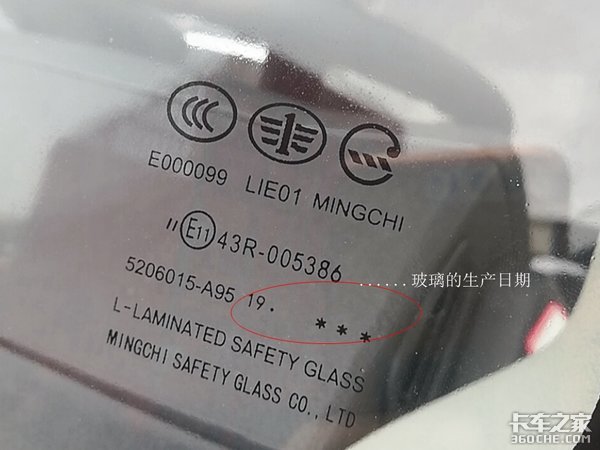 E000099 LIE01 MINGCHI
E11 43R-005386
......玻璃的生产日期
5206015-A95 19. ***
L-LAMINATED SAFETY GLASS
MINGCHI SAFETY GLASS CO., LTD
卡车之家
360che.com